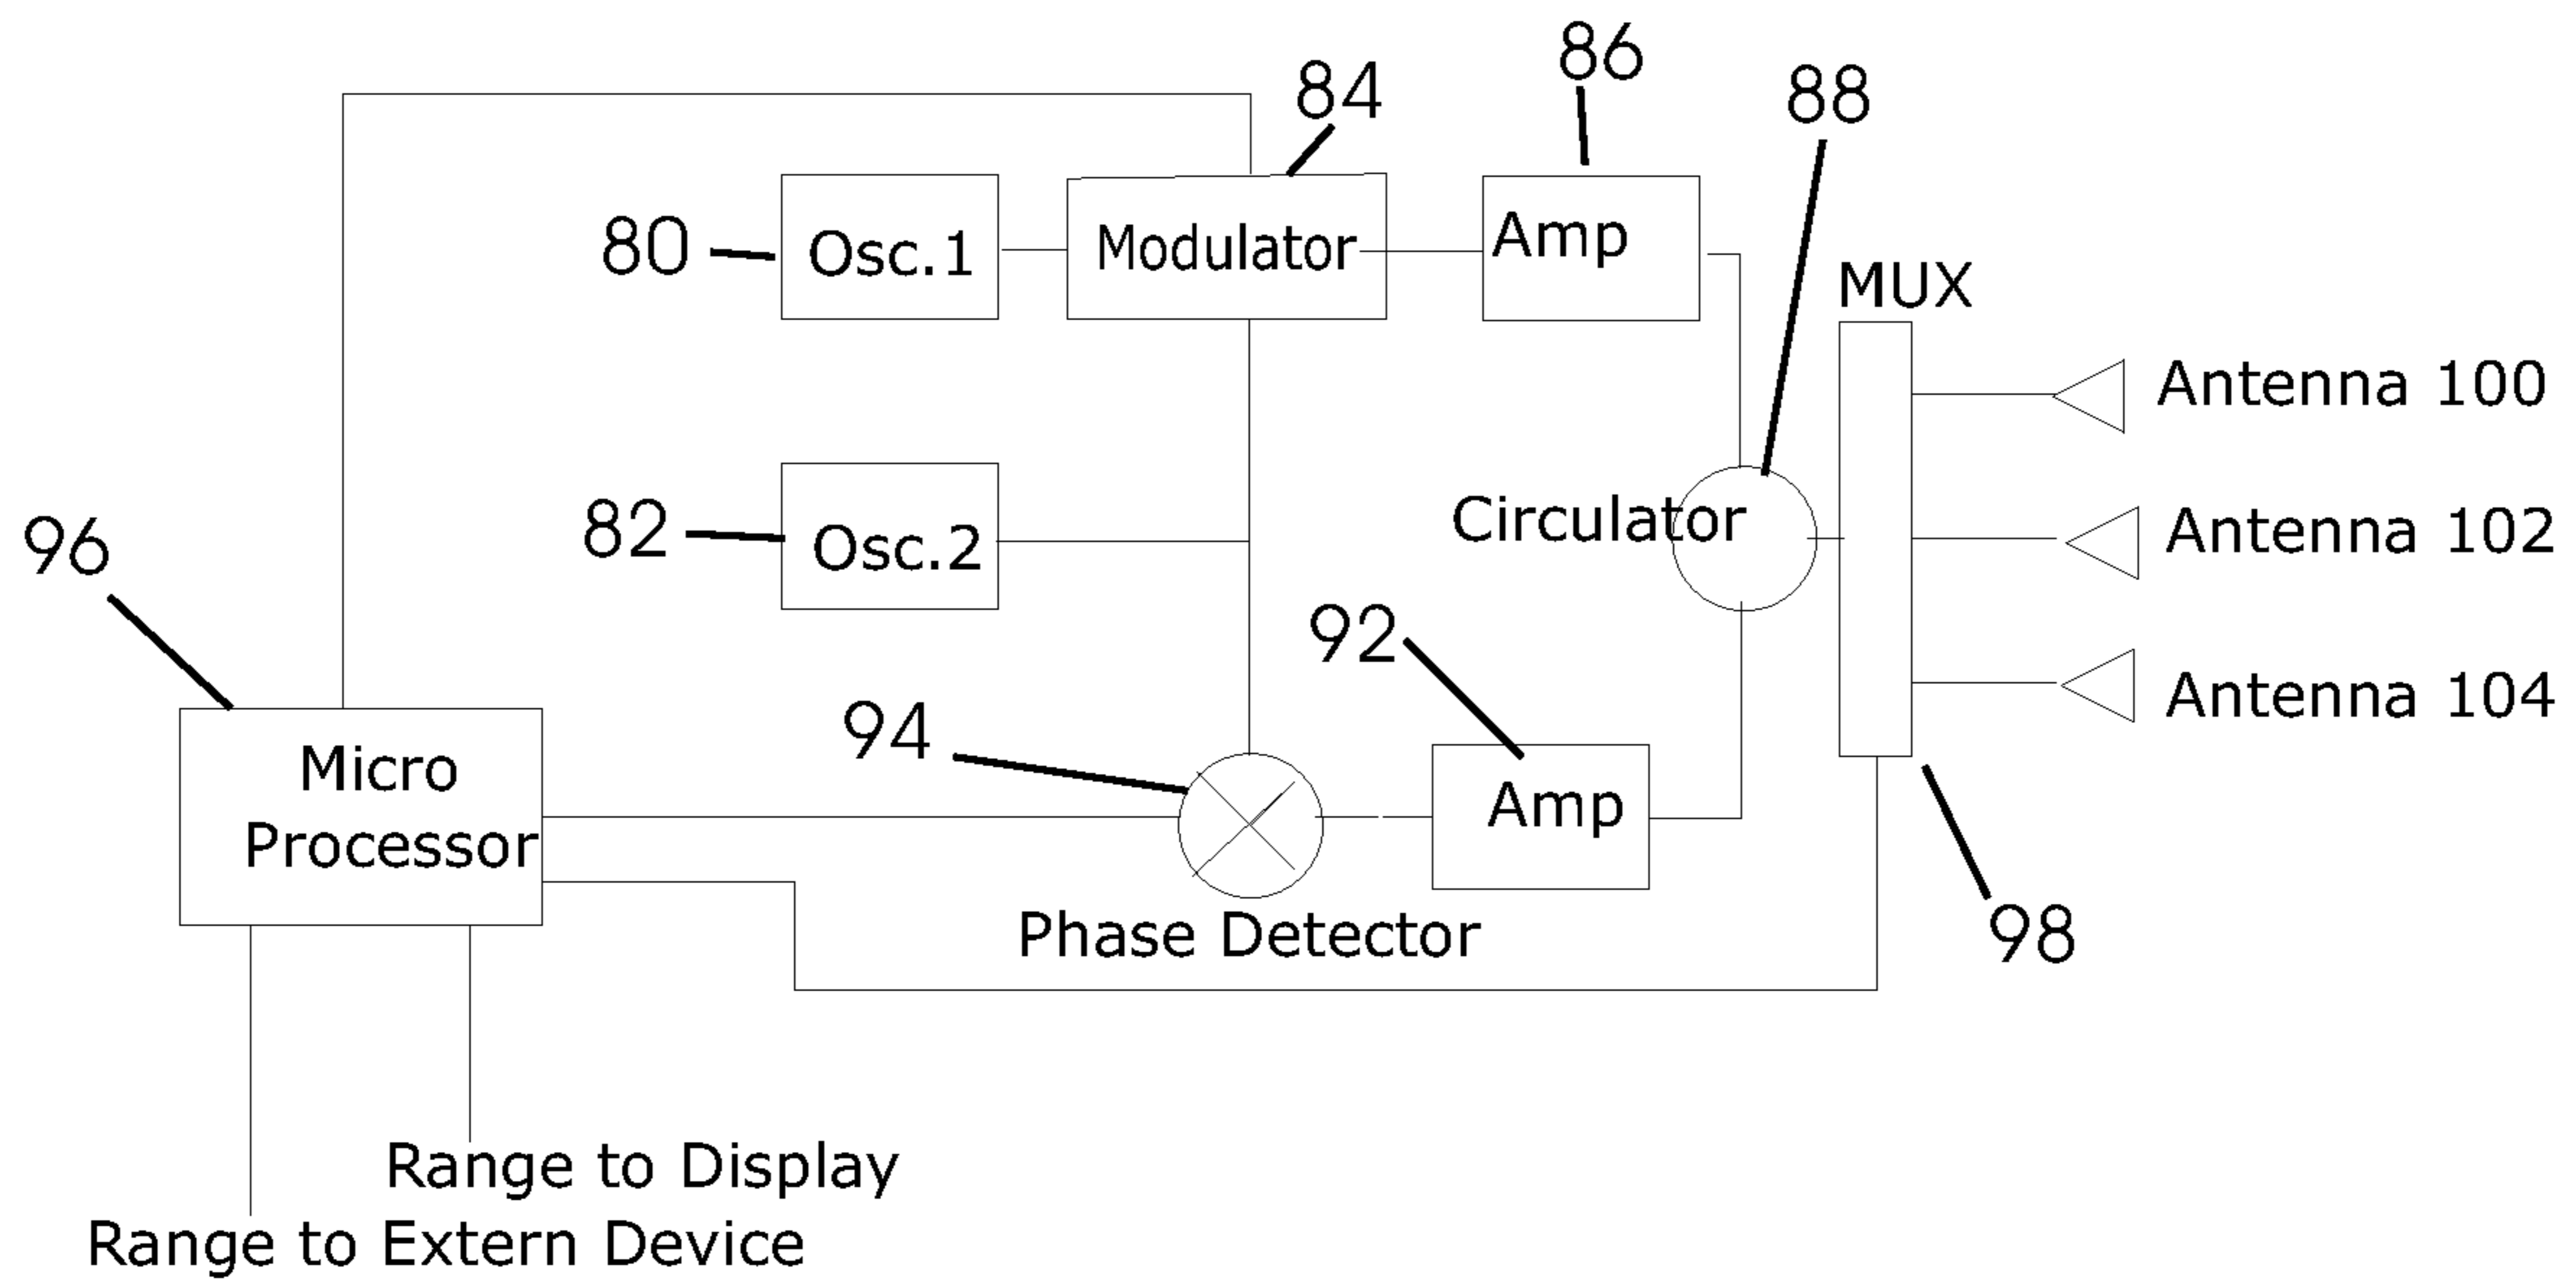 86
84
88
80
Osc.1
Modulator
Amp
MUX
Antenna 100
82
Osc.2
Circulator
Antenna 102
96
92
94
Antenna 104
Micro
Processor
Amp
Phase Detector
98
Range to Display
Range to Extern Device